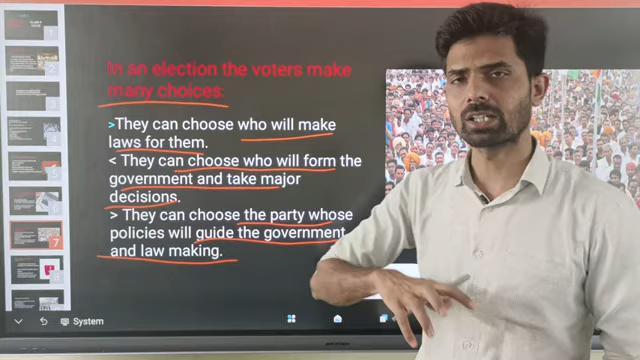 In an election the voters make
many choices:
>They can choose who will make
laws for them.
< They can choose who will form the
government and take major
decisions.
> They can choose the party whose
policies will guide the government
and law making.
7
System